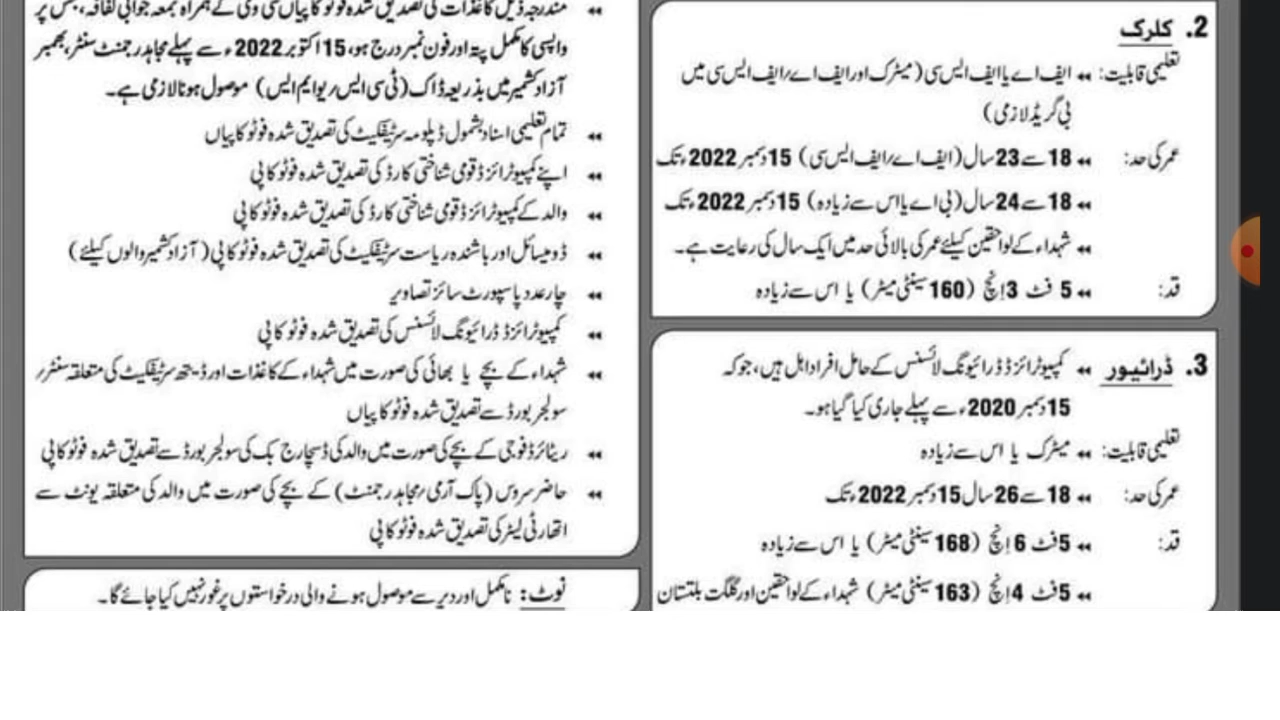 2. کلرک
تعلیمی قابلیت: ایف اے یا ایف ایس سی (میٹرک اور ایف اے/ایف ایس سی میں
بی گریڈ لازمی)
عمر کی حد: 18 سے 23 سال (ایف اے/ایف ایس سی) 15 دسمبر 2022ء تک
18 سے 24 سال (بی اے یا اس سے زیادہ) 15 دسمبر 2022ء تک
شہداء کے لواحقین کیلئے عمر کی بالائی حد میں ایک سال کی رعایت ہے۔
قد: 5 فٹ 3 انچ (160 سینٹی میٹر) یا اس سے زیادہ
3. ڈرائیور کمپیوٹرائزڈ ڈرائیونگ لائسنس کے حامل افراد اہل ہیں، جو کہ
15 دسمبر 2020ء سے پہلے جاری کیا گیا ہو۔
تعلیمی قابلیت: میٹرک یا اس سے زیادہ
عمر کی حد: 18 سے 26 سال 15 دسمبر 2022ء تک
قد: 5 فٹ 6 انچ (168 سینٹی میٹر) یا اس سے زیادہ
5 فٹ 4 انچ (163 سینٹی میٹر) شہداء کے لواحقین اور گلگت بلتستان
مندرجہ ذیل کاغذات کی تصدیق شدہ فوٹو کاپیاں سی وی کے ہمراہ بمعہ جوابی لفافہ، جس پر
واپسی کا مکمل پتہ اور فون نمبر درج ہو، 15 اکتوبر 2022ء سے پہلے مجاہد رجمنٹ سنٹر، بھمبر
آزاد کشمیر میں بذریعہ ڈاک (ٹی سی ایس/یو ایم ایس) موصول ہونا لازمی ہے۔
تمام تعلیمی اسناد بشمول ڈپلومہ سرٹیفکیٹ کی تصدیق شدہ فوٹو کاپیاں
اپنے کمپیوٹرائزڈ قومی شناختی کارڈ کی تصدیق شدہ فوٹو کاپی
والد کے کمپیوٹرائزڈ قومی شناختی کارڈ کی تصدیق شدہ فوٹو کاپی
ڈومیسائل اور باشندہ ریاست سرٹیفکیٹ کی تصدیق شدہ فوٹو کاپی (آزاد کشمیر والوں کیلئے)
چار عدد پاسپورٹ سائز تصاویر
کمپیوٹرائزڈ ڈرائیونگ لائسنس کی تصدیق شدہ فوٹو کاپی
شہداء کے بچے یا بھائی کی صورت میں شہداء کے کاغذات اور ڈیتھ سرٹیفکیٹ کی متعلقہ سنٹر/
سولجر بورڈ سے تصدیق شدہ فوٹو کاپیاں
ریٹائرڈ فوجی کے بچے کی صورت میں والد کی ڈسچارج بک کی سولجر بورڈ سے تصدیق شدہ فوٹو کاپی
حاضر سروس (پاک آرمی/مجاہد رجمنٹ) کے بچے کی صورت میں والد کی متعلقہ یونٹ سے
اتھارٹی لیٹر کی تصدیق شدہ فوٹو کاپی
نوٹ: نامکمل اور دیر سے موصول ہونے والی درخواستوں پر غور نہیں کیا جائے گا۔